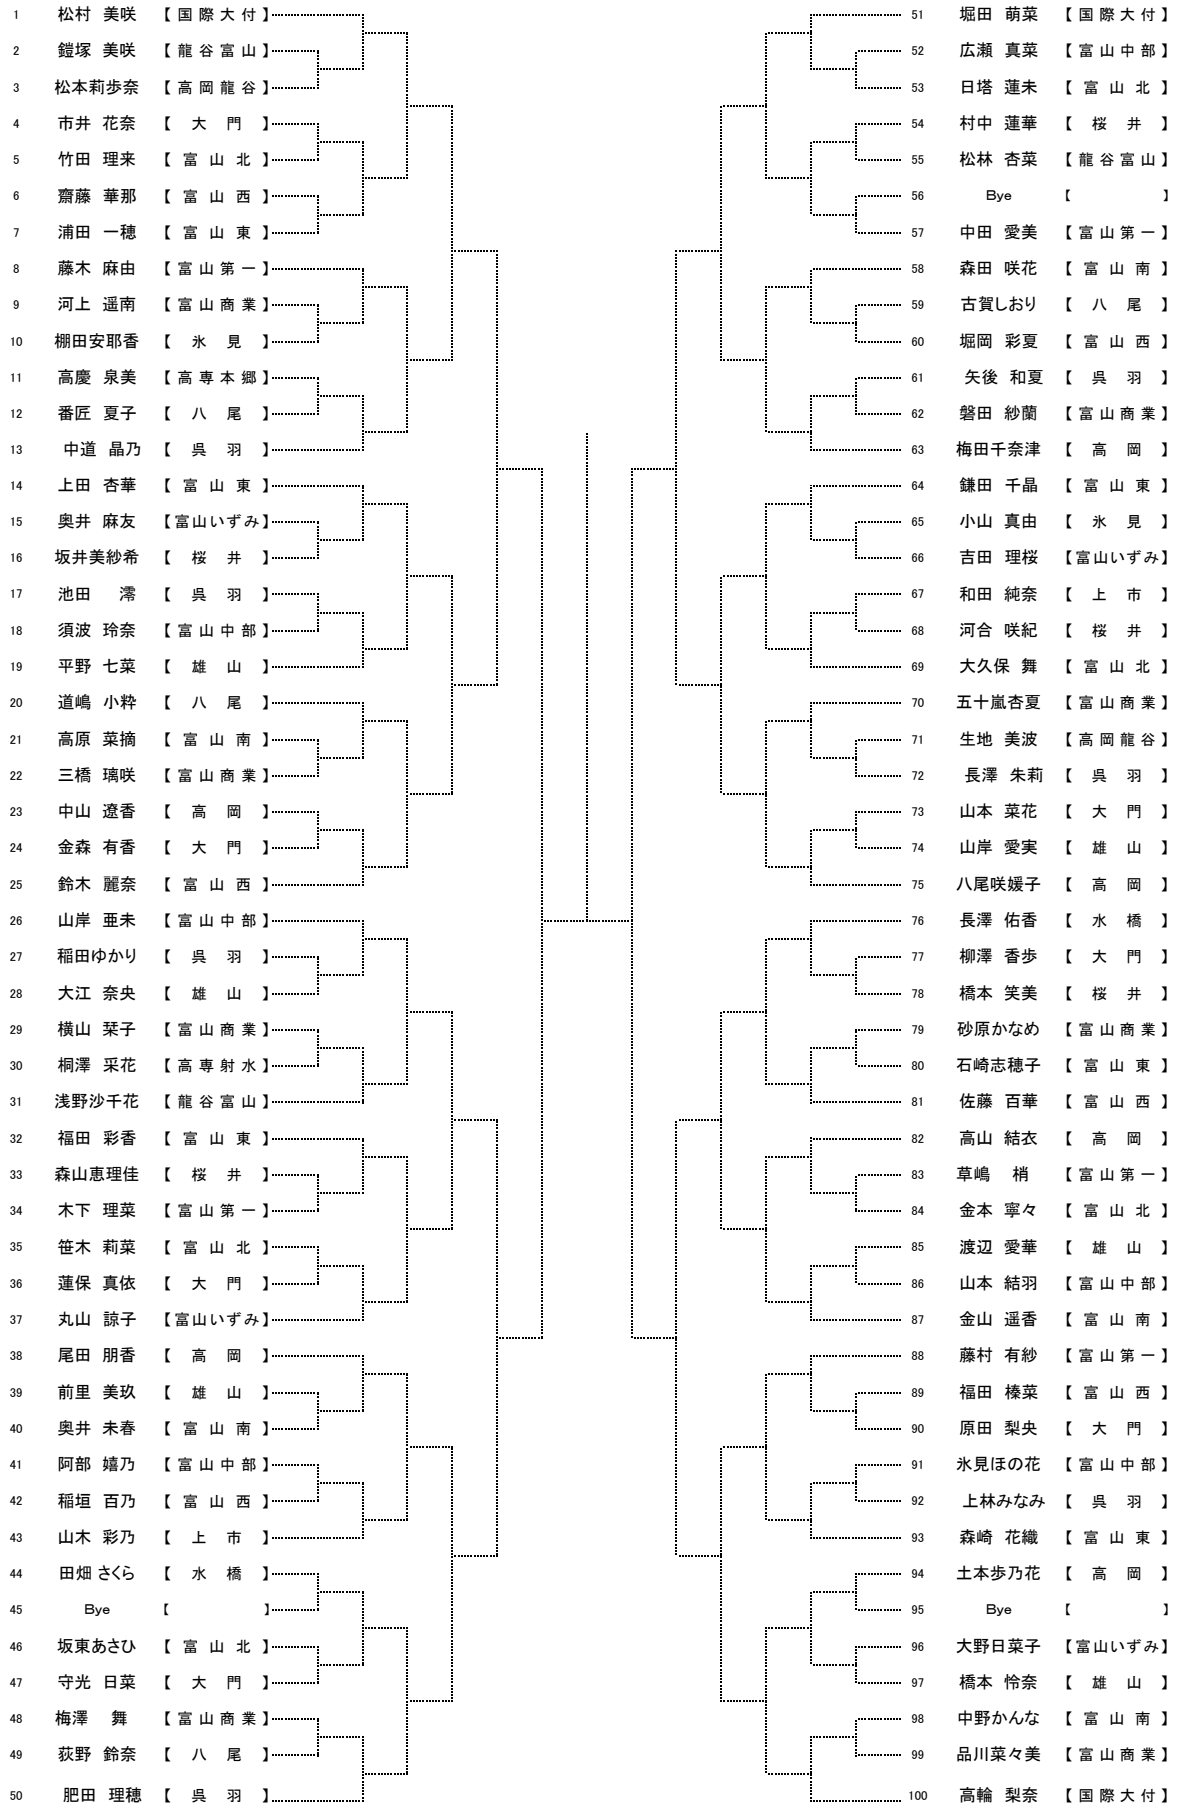 1 松村 美咲 【 国 際 大 付 】
2 鎧塚 美咲 【 龍 谷 富 山 】
3 松本莉歩奈 【 高 岡 龍 谷 】
4 市井 花奈 【 大 門 】
5 竹田 理来 【 富 山 北 】
6 齋藤 華那 【 富 山 西 】
7 浦田 一穂 【 富 山 東 】
8 藤木 麻由 【 富 山 第 一 】
9 河上 遥南 【 富 山 商 業 】
10 棚田安耶香 【 氷 見 】
11 高慶 泉美 【 高 専 本 郷 】
12 番匠 夏子 【 八 尾 】
13 中道 晶乃 【 呉 羽 】
14 上田 杏華 【 富 山 東 】
15 奥井 麻友 【富山いずみ】
16 坂井美紗希 【 桜 井 】
17 池田 澪 【 呉 羽 】
18 須波 玲奈 【 富 山 中 部 】
19 平野 七菜 【 雄 山 】
20 道嶋 小粋 【 八 尾 】
21 高原 菜摘 【 富 山 南 】
22 三橋 璃咲 【 富 山 商 業 】
23 中山 遼香 【 高 岡 】
24 金森 有香 【 大 門 】
25 鈴木 麗奈 【 富 山 西 】
26 山岸 亜未 【 富 山 中 部 】
27 稲田ゆかり 【 呉 羽 】
28 大江 奈央 【 雄 山 】
29 横山 栞子 【 富 山 商 業 】
30 桐澤 采花 【 高 専 射 水 】
31 浅野沙千花 【 龍 谷 富 山 】
32 福田 彩香 【 富 山 東 】
33 森山恵理佳 【 桜 井 】
34 木下 理菜 【 富 山 第 一 】
35 笹木 莉菜 【 富 山 北 】
36 蓮保 真依 【 大 門 】
37 丸山 諒子 【富山いずみ】
38 尾田 朋香 【 高 岡 】
39 前里 美玖 【 雄 山 】
40 奥井 未春 【 富 山 南 】
41 阿部 嬉乃 【 富 山 中 部 】
42 稲垣 百乃 【 富 山 西 】
43 山木 彩乃 【 上 市 】
44 田畑 さくら 【 水 橋 】
45 Bye 【 】
46 坂東あさひ 【 富 山 北 】
47 守光 日菜 【 大 門 】
48 梅澤 舞 【 富 山 商 業 】
49 荻野 鈴奈 【 八 尾 】
50 肥田 理穂 【 呉 羽 】
51 堀田 萌菜 【 国 際 大 付 】
52 広瀬 真菜 【 富 山 中 部 】
53 日塔 蓮未 【 富 山 北 】
54 村中 蓮華 【 桜 井 】
55 松林 杏菜 【 龍 谷 富 山 】
56 Bye 【 】
57 中田 愛美 【 富 山 第 一 】
58 森田 咲花 【 富 山 南 】
59 古賀しおり 【 八 尾 】
60 堀岡 彩夏 【 富 山 西 】
61 矢後 和夏 【 呉 羽 】
62 磐田 紗蘭 【 富 山 商 業 】
63 梅田千奈津 【 高 岡 】
64 鎌田 千晶 【 富 山 東 】
65 小山 真由 【 氷 見 】
66 吉田 理桜 【富山いずみ】
67 和田 純奈 【 上 市 】
68 河合 咲紀 【 桜 井 】
69 大久保 舞 【 富 山 北 】
70 五十嵐杏夏 【 富 山 商 業 】
71 生地 美波 【 高 岡 龍 谷 】
72 長澤 朱莉 【 呉 羽 】
73 山本 菜花 【 大 門 】
74 山岸 愛実 【 雄 山 】
75 八尾咲媛子 【 高 岡 】
76 長澤 佑香 【 水 橋 】
77 柳澤 香歩 【 大 門 】
78 橋本 笑美 【 桜 井 】
79 砂原かなめ 【 富 山 商 業 】
80 石崎志穂子 【 富 山 東 】
81 佐藤 百華 【 富 山 西 】
82 高山 結衣 【 高 岡 】
83 草嶋 梢 【 富 山 第 一 】
84 金本 寧々 【 富 山 北 】
85 渡辺 愛華 【 雄 山 】
86 山本 結羽 【 富 山 中 部 】
87 金山 遥香 【 富 山 南 】
88 藤村 有紗 【 富 山 第 一 】
89 福田 榛菜 【 富 山 西 】
90 原田 梨央 【 大 門 】
91 氷見ほの花 【 富 山 中 部 】
92 上林みなみ 【 呉 羽 】
93 森崎 花織 【 富 山 東 】
94 土本歩乃花 【 高 岡 】
95 Bye 【 】
96 大野日菜子 【富山いずみ】
97 橋本 怜奈 【 雄 山 】
98 中野かんな 【 富 山 南 】
99 品川菜々美 【 富 山 商 業 】
100 高輪 梨奈 【 国 際 大 付 】